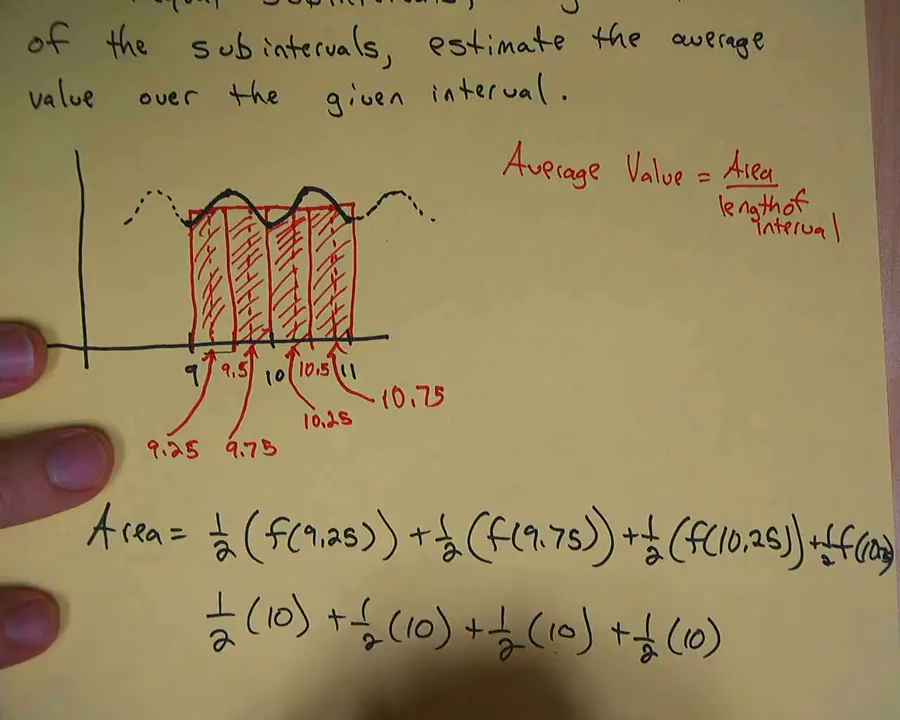 of the subintervals, estimate the average
value over the given interval.
Average Value = Area
length of
interval
9 9.5 10 10.5 11
10.75
10.25
9.25 9.75
Area = 1/2 (f(9.25)) + 1/2 (f(9.75)) + 1/2 (f(10.25)) + 1/2 f(10.75)
1/2 (10) + 1/2 (10) + 1/2 (10) + 1/2 (10)